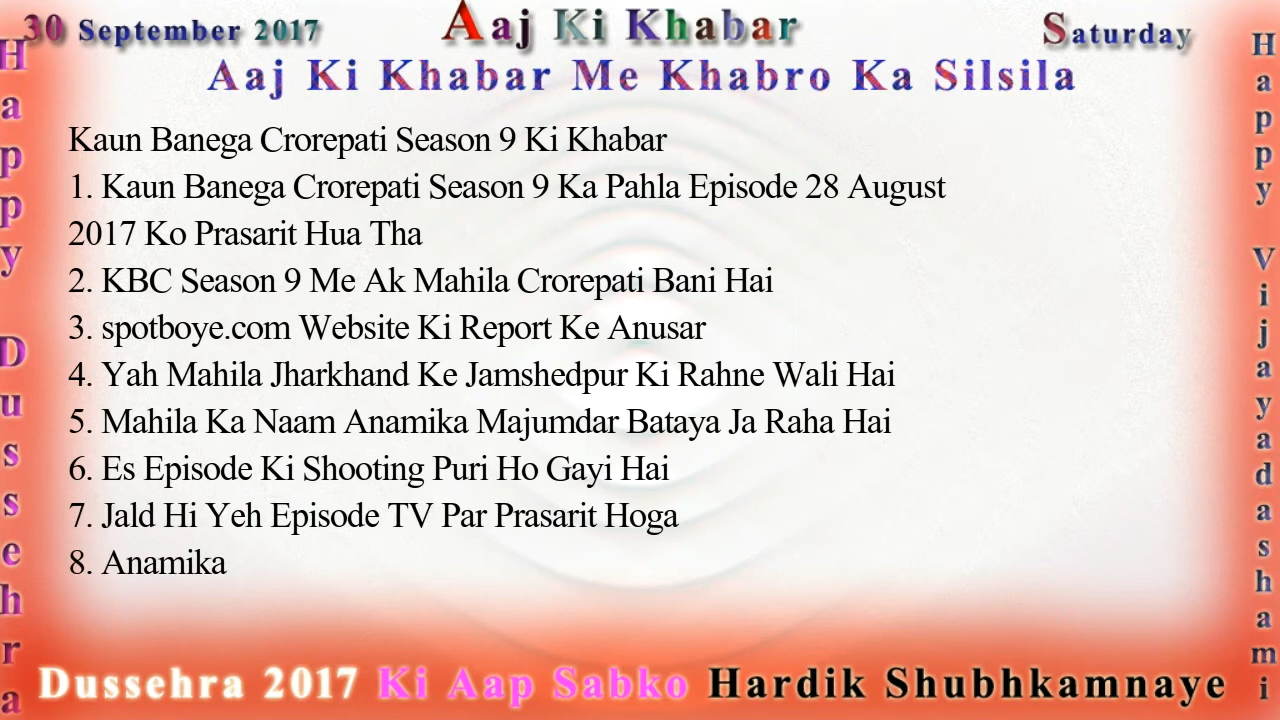 30 September 2017
Aaj Ki Khabar
Saturday
Aaj Ki Khabar Me Khabro Ka Silsila
Happy Dussehra
Happy Vijayadashami
Kaun Banega Crorepati Season 9 Ki Khabar
1. Kaun Banega Crorepati Season 9 Ka Pahla Episode 28 August
2017 Ko Prasarit Hua Tha
2. KBC Season 9 Me Ak Mahila Crorepati Bani Hai
3. spotboye.com Website Ki Report Ke Anusar
4. Yah Mahila Jharkhand Ke Jamshedpur Ki Rahne Wali Hai
5. Mahila Ka Naam Anamika Majumdar Bataya Ja Raha Hai
6. Es Episode Ki Shooting Puri Ho Gayi Hai
7. Jald Hi Yeh Episode TV Par Prasarit Hoga
8. Anamika
Dussehra 2017 Ki Aap Sabko Hardik Shubhkamnaye